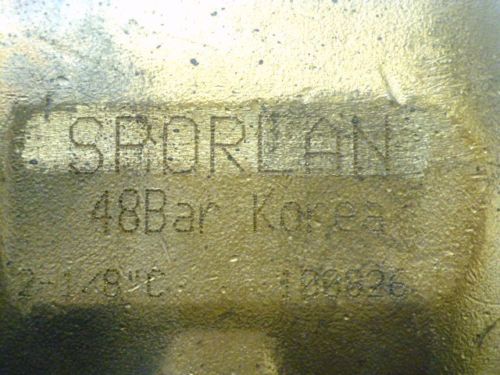 SPORLAN
48Bar Korea
2-1/8"C 100826